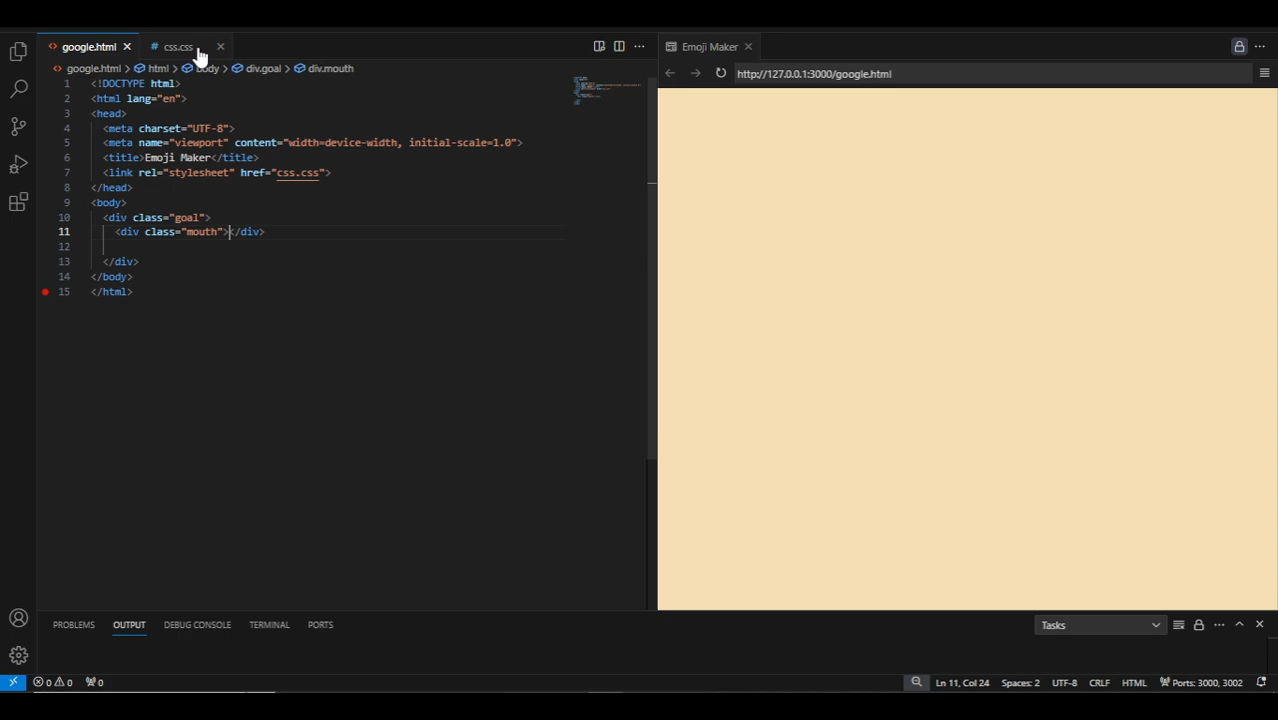 google.html css.css Emoji Maker
google.html > html > body > div.goal > div.mouth http://127.0.0.1:3000/google.html
1 <!DOCTYPE html>
2 <html lang="en">
3 <head>
4 <meta charset="UTF-8">
5 <meta name="viewport" content="width=device-width, initial-scale=1.0">
6 <title>Emoji Maker</title>
7 <link rel="stylesheet" href="css.css">
8 </head>
9 <body>
10 <div class="goal">
11 <div class="mouth"></div>
12
13 </div>
14 </body>
15 </html>
PROBLEMS OUTPUT DEBUG CONSOLE TERMINAL PORTS Tasks
0 0 0 Ln 11, Col 24 Spaces: 2 UTF-8 CRLF HTML Ports: 3000, 3002